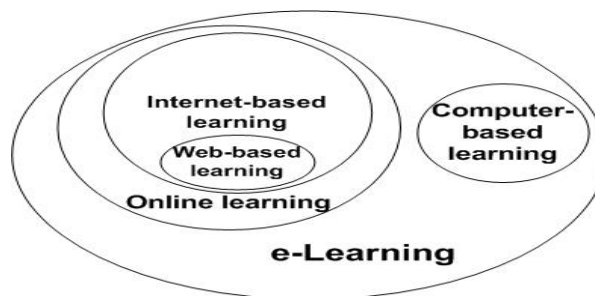 Internet-based
learning
Web-based
learning
Online learning
Computer-
based
learning
e-Learning